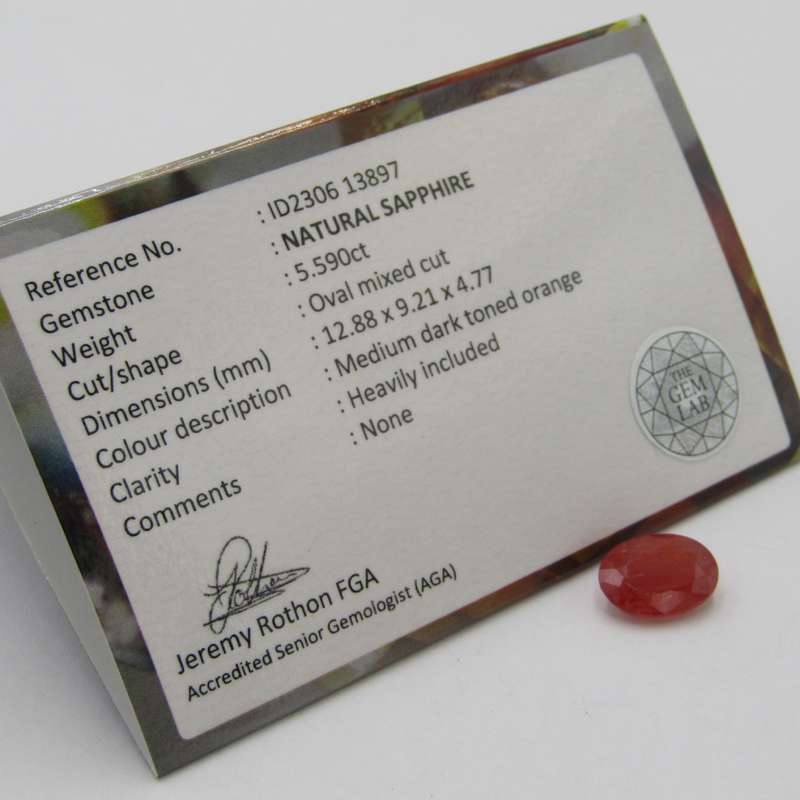 Reference No. : ID2306 13897
Gemstone : NATURAL SAPPHIRE
Weight : 5.590ct
Cut/shape : Oval mixed cut
Dimensions (mm) : 12.88 x 9.21 x 4.77
Colour description : Medium dark toned orange
Clarity : Heavily included
Comments : None
THE
GEM
LAB
Jeremy Rothon FGA
Accredited Senior Gemologist (AGA)